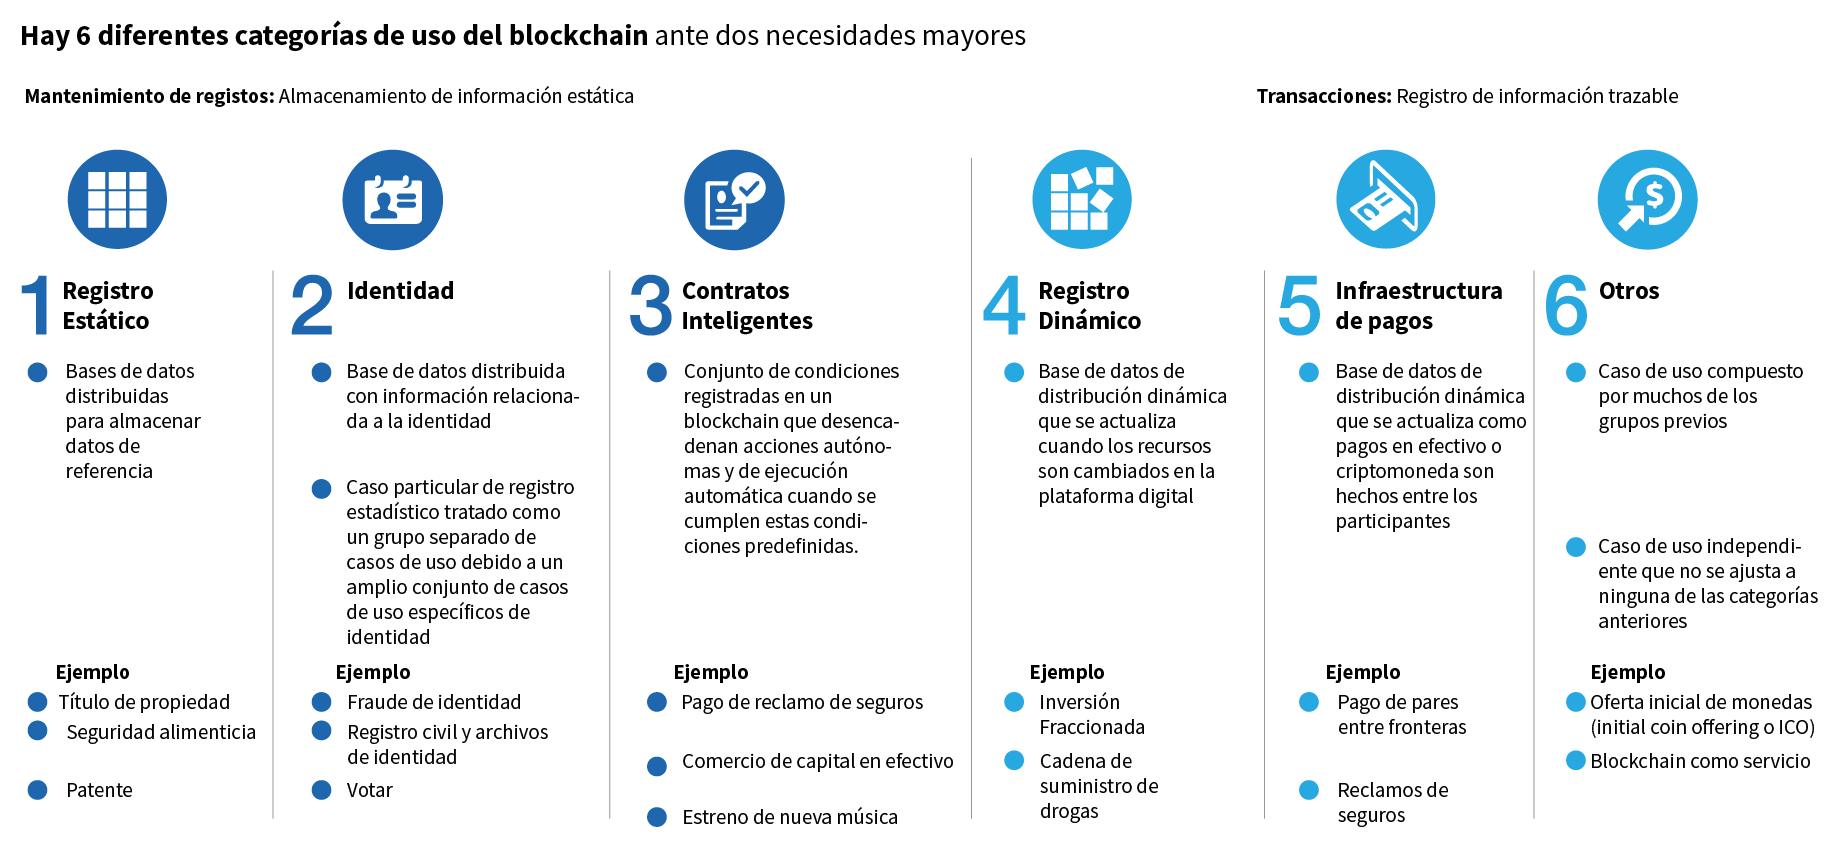 Hay 6 diferentes categorías de uso del blockchain ante dos necesidades mayores
Mantenimiento de registos: Almacenamiento de información estática
Transacciones: Registro de información trazable
1
Registro
Estático
Bases de datos
distribuidas
para almacenar
datos de
referencia
Ejemplo
Título de propiedad
Seguridad alimenticia
Patente
2
Identidad
Base de datos distribuida
con información relaciona-
da a la identidad
Caso particular de registro
estadístico tratado como
un grupo separado de
casos de uso debido a un
amplio conjunto de casos
de uso específicos de
identidad
Ejemplo
Fraude de identidad
Registro civil y archivos
de identidad
Votar
3
Contratos
Inteligentes
Conjunto de condiciones
registradas en un
blockchain que desenca-
denan acciones autóno-
mas y de ejecución
automática cuando se
cumplen estas condi-
ciones predefinidas.
Ejemplo
Pago de reclamo de seguros
Comercio de capital en efectivo
Estreno de nueva música
4
Registro
Dinámico
Base de datos de
distribución dinámica
que se actualiza
cuando los recursos
son cambiados en la
plataforma digital
Ejemplo
Inversión
Fraccionada
Cadena de
suministro de
drogas
5
Infraestructura
de pagos
Base de datos de
distribución dinámica
que se actualiza como
pagos en efectivo o
criptomoneda son
hechos entre los
participantes
Ejemplo
Pago de pares
entre fronteras
Reclamos de
seguros
$
6
Otros
Caso de uso compuesto
por muchos de los
grupos previos
Caso de uso independi-
ente que no se ajusta a
ninguna de las categorías
anteriores
Ejemplo
Oferta inicial de monedas
(initial coin offering o ICO)
Blockchain como servicio